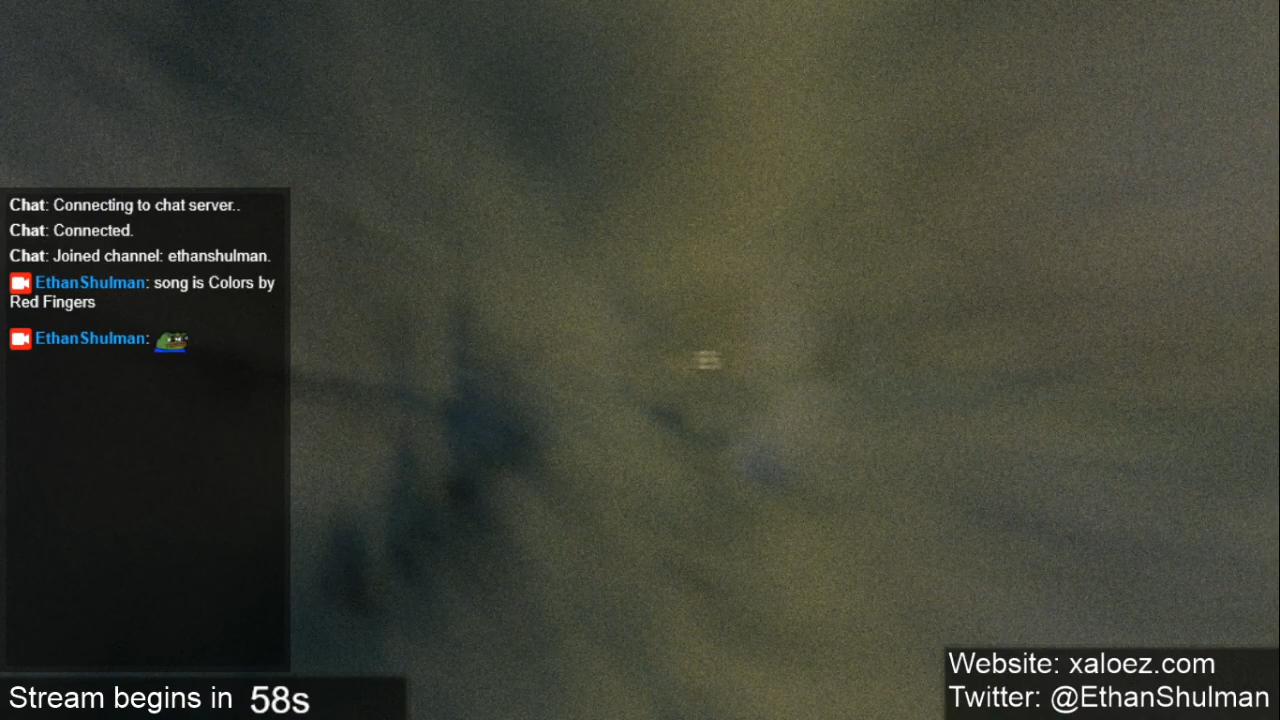 Chat: Connecting to chat server..
Chat: Connected.
Chat: Joined channel: ethanshulman.
EthanShulman: song is Colors by
Red Fingers
EthanShulman:
Stream begins in 58s
Website: xaloez.com
Twitter: @EthanShulman